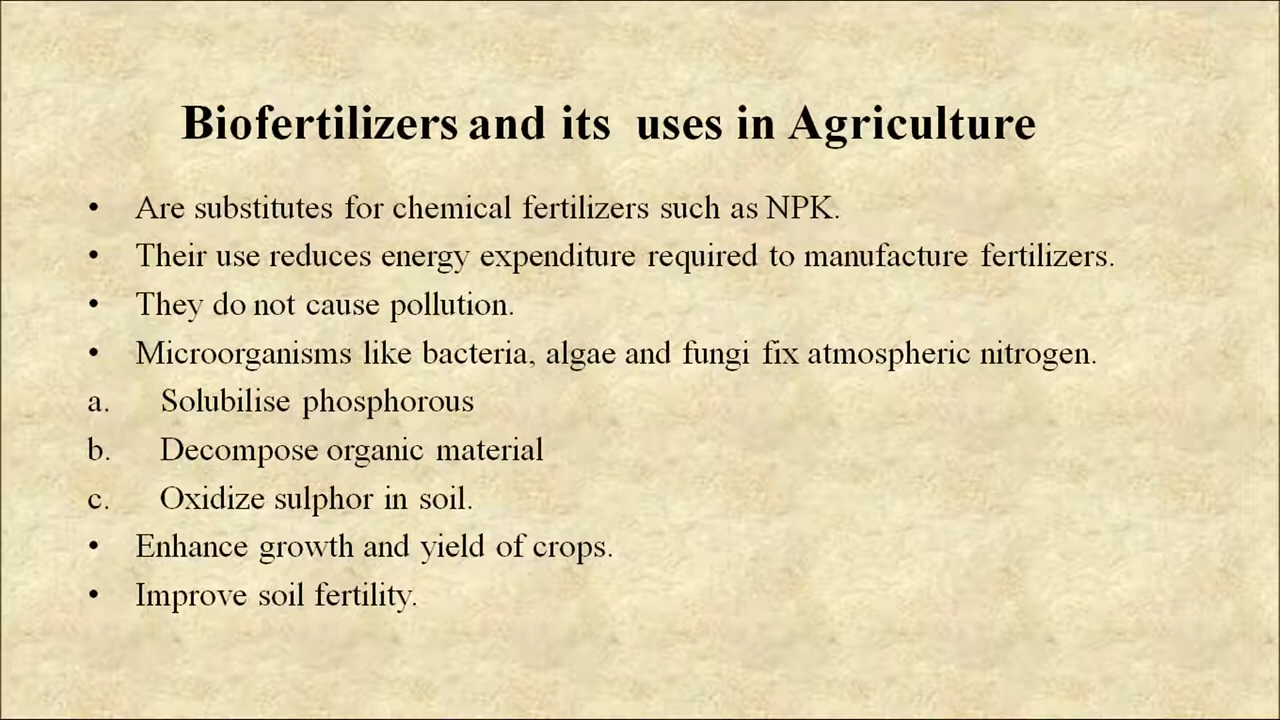 Biofertilizers and its uses in Agriculture
• Are substitutes for chemical fertilizers such as NPK.
• Their use reduces energy expenditure required to manufacture fertilizers.
• They do not cause pollution.
• Microorganisms like bacteria, algae and fungi fix atmospheric nitrogen.
a. Solubilise phosphorous
b. Decompose organic material
c. Oxidize sulphor in soil.
• Enhance growth and yield of crops.
• Improve soil fertility.